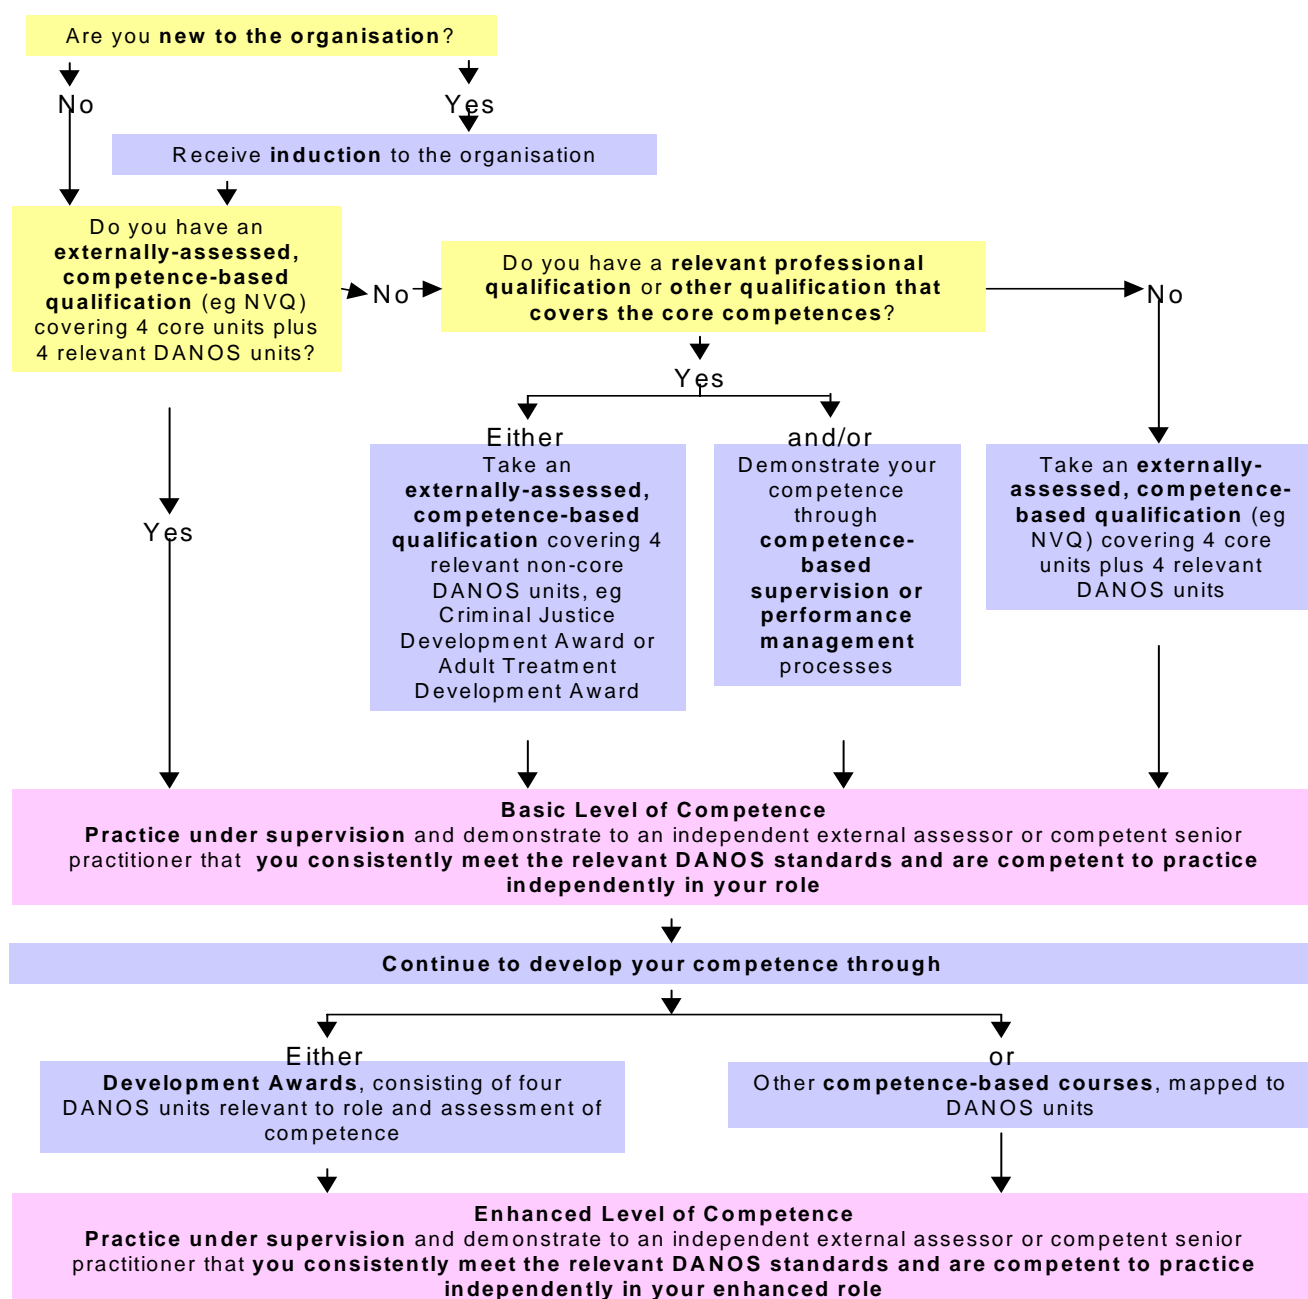 Are you new to the organisation?
No
Yes
Receive induction to the organisation
Do you have an
externally-assessed,
competence-based
qualification (eg NVQ)
covering 4 core units plus
4 relevant DANOS units?
No
Do you have a relevant professional
qualification or other qualification that
covers the core competences?
No
Yes
Either
Take an
externally-assessed,
competence-based
qualification covering 4
relevant non-core
DANOS units, eg
Criminal Justice
Development Award or
Adult Treatment
Development Award
and/or
Demonstrate your
competence
through
competence-
based
supervision or
performance
management
processes
Take an externally-
assessed, competence-
based qualification (eg
NVQ) covering 4 core
units plus 4 relevant
DANOS units
Yes
Basic Level of Competence
Practice under supervision and demonstrate to an independent external assessor or competent senior
practitioner that you consistently meet the relevant DANOS standards and are competent to practice
independently in your role
Continue to develop your competence through
Either
Development Awards, consisting of four
DANOS units relevant to role and assessment of
competence
or
Other competence-based courses, mapped to
DANOS units
Enhanced Level of Competence
Practice under supervision and demonstrate to an independent external assessor or competent senior
practitioner that you consistently meet the relevant DANOS standards and are competent to practice
independently in your enhanced role